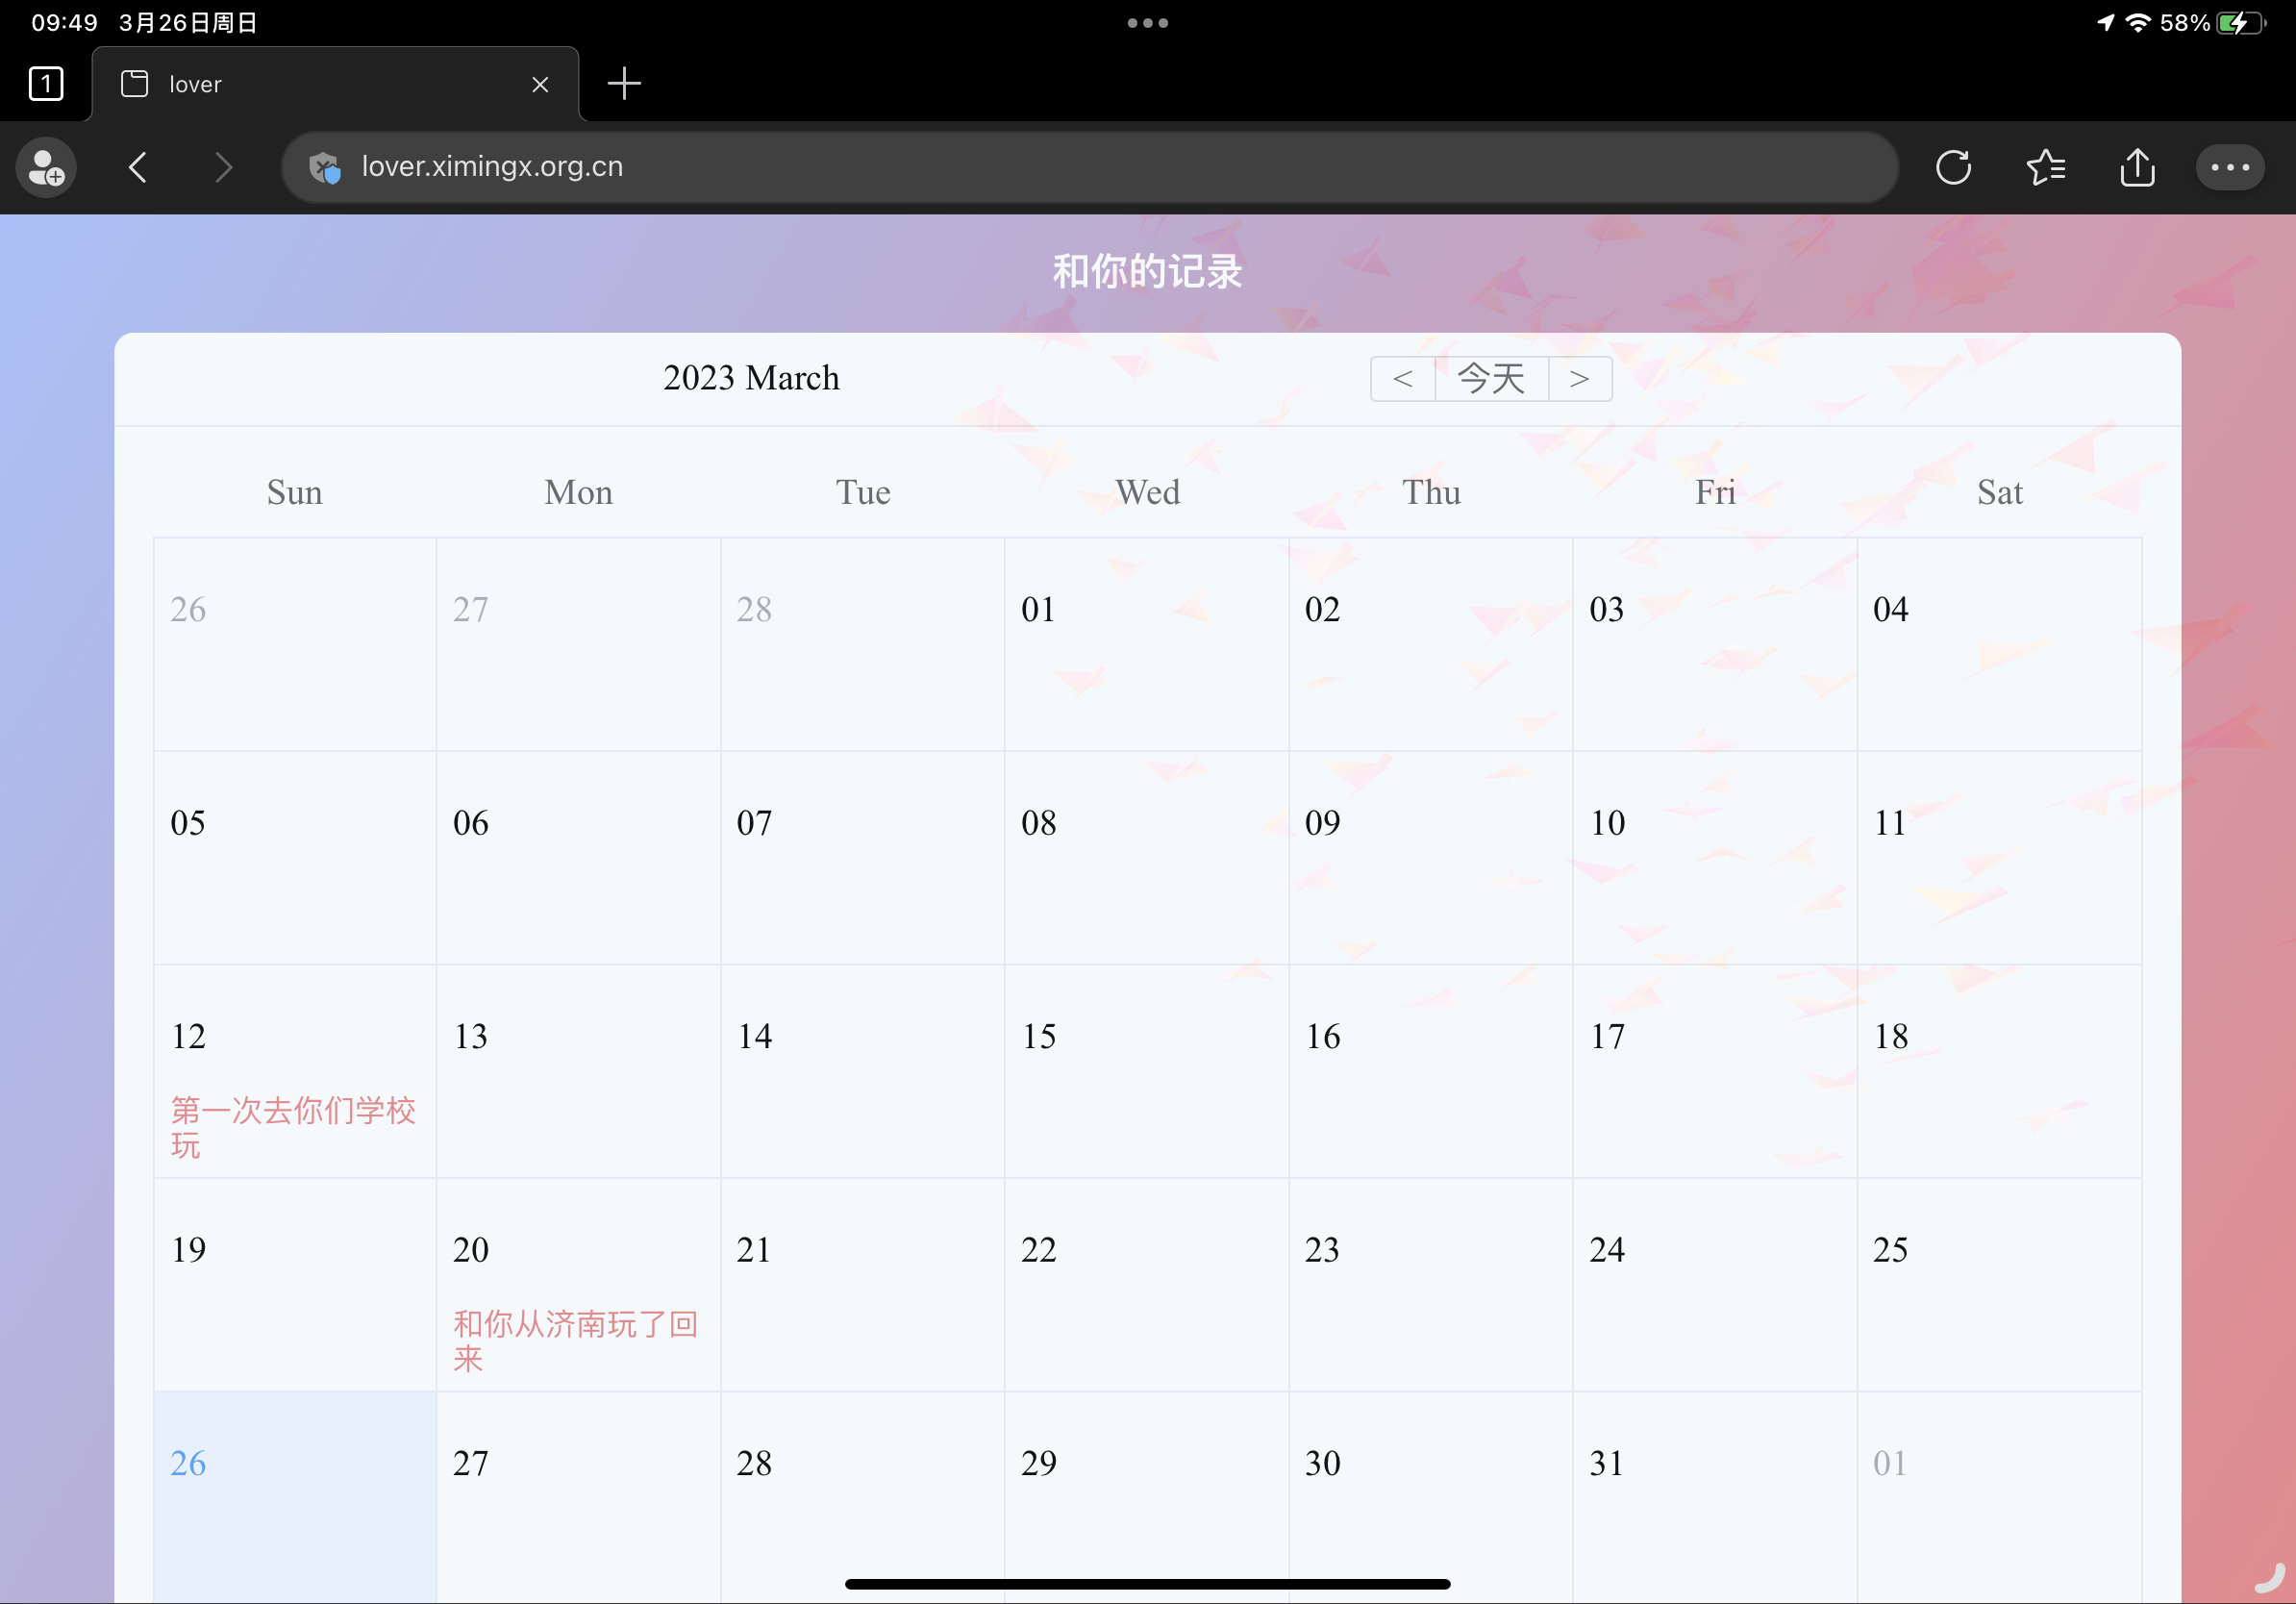 09:49 3月26日周日
58%
1
lover
lover.ximingx.org.cn
和你的记录
2023 March
< 今天 >
Sun Mon Tue Wed Thu Fri Sat
26 27 28 01 02 03 04
05 06 07 08 09 10 11
12 13 14 15 16 17 18
第一次去你们学校
玩
19 20 21 22 23 24 25
和你从济南玩了回
来
26 27 28 29 30 31 01